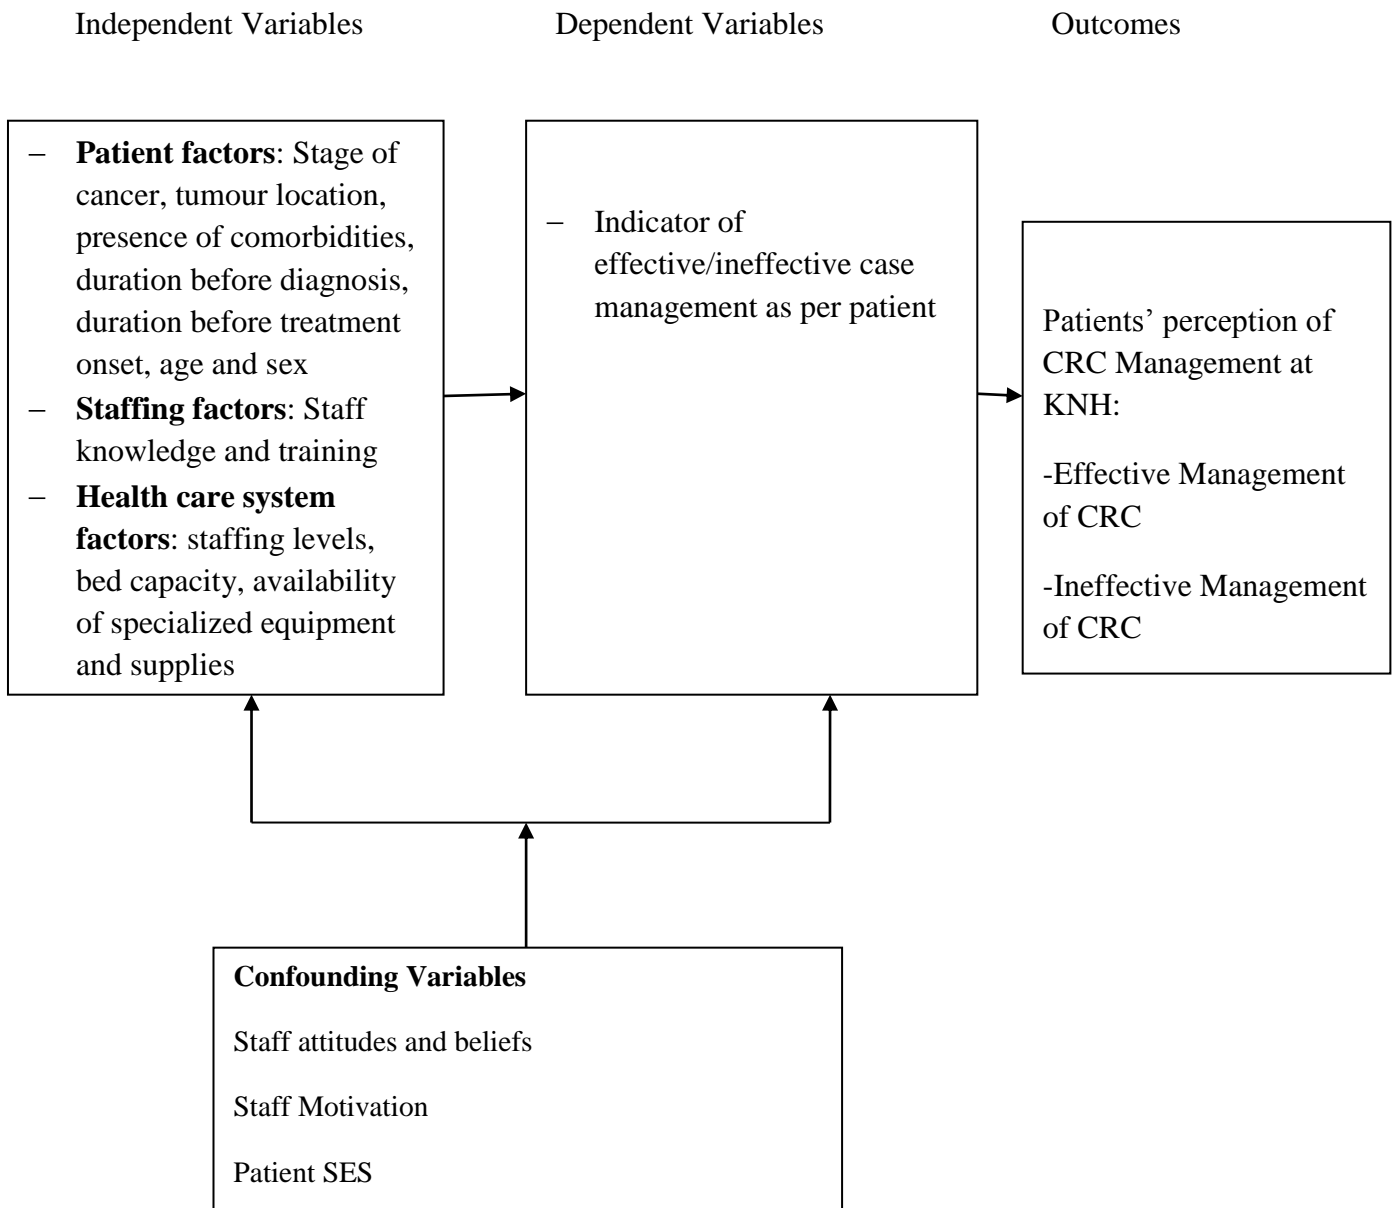 Independent Variables
Dependent Variables
Outcomes
– Patient factors: Stage of
cancer, tumour location,
presence of comorbidities,
duration before diagnosis,
duration before treatment
onset, age and sex
– Staffing factors: Staff
knowledge and training
– Health care system
factors: staffing levels,
bed capacity, availability
of specialized equipment
and supplies
– Indicator of
effective/ineffective case
management as per patient
Patients’ perception of
CRC Management at
KNH:
-Effective Management
of CRC
-Ineffective Management
of CRC
Confounding Variables
Staff attitudes and beliefs
Staff Motivation
Patient SES